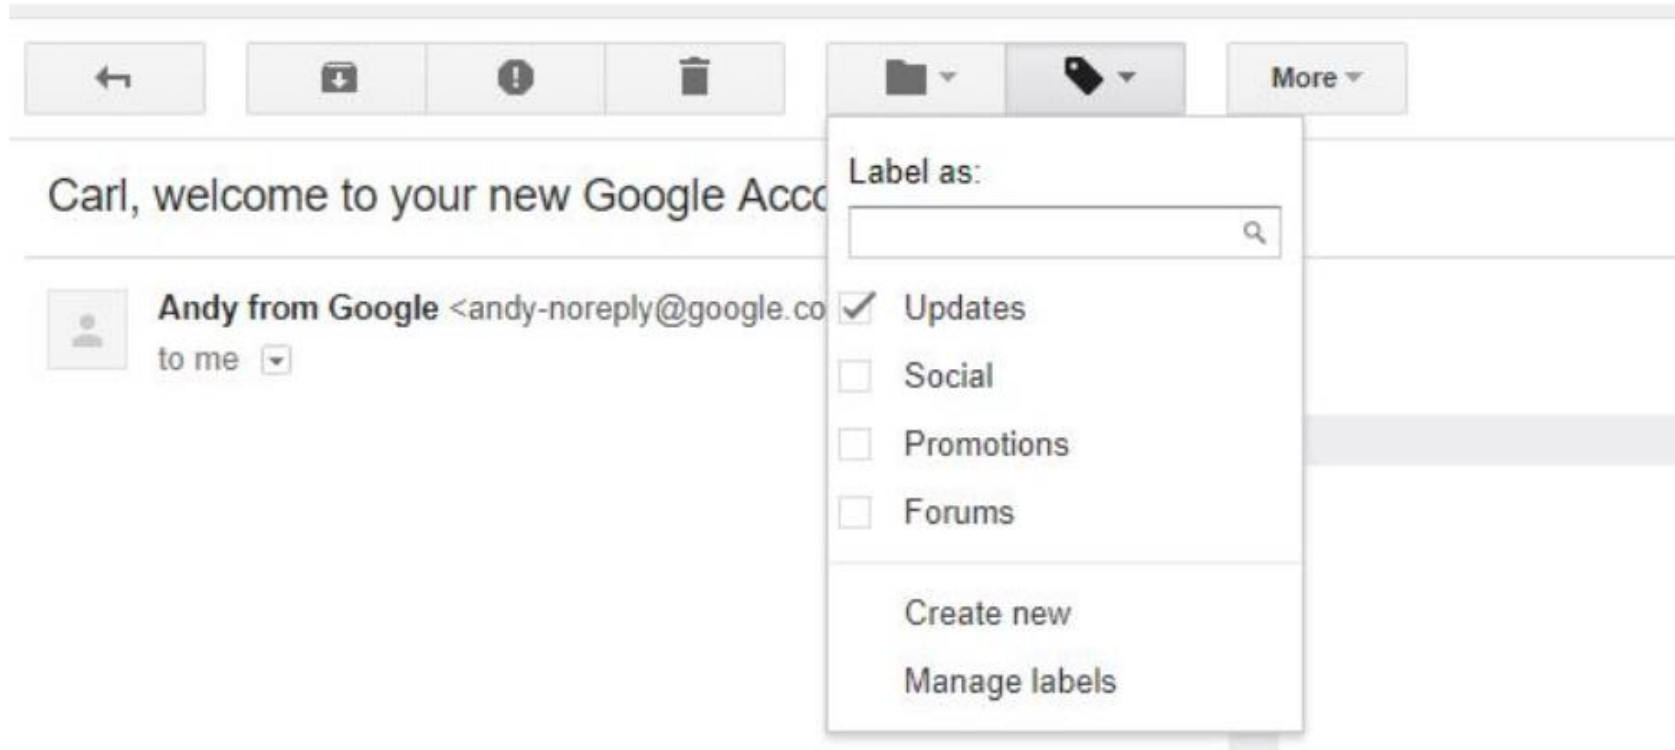 More
Label as:
Carl, welcome to your new Google Acco
Andy from Google <andy-noreply@google.co
to me
Updates
Social
Promotions
Forums
Create new
Manage labels